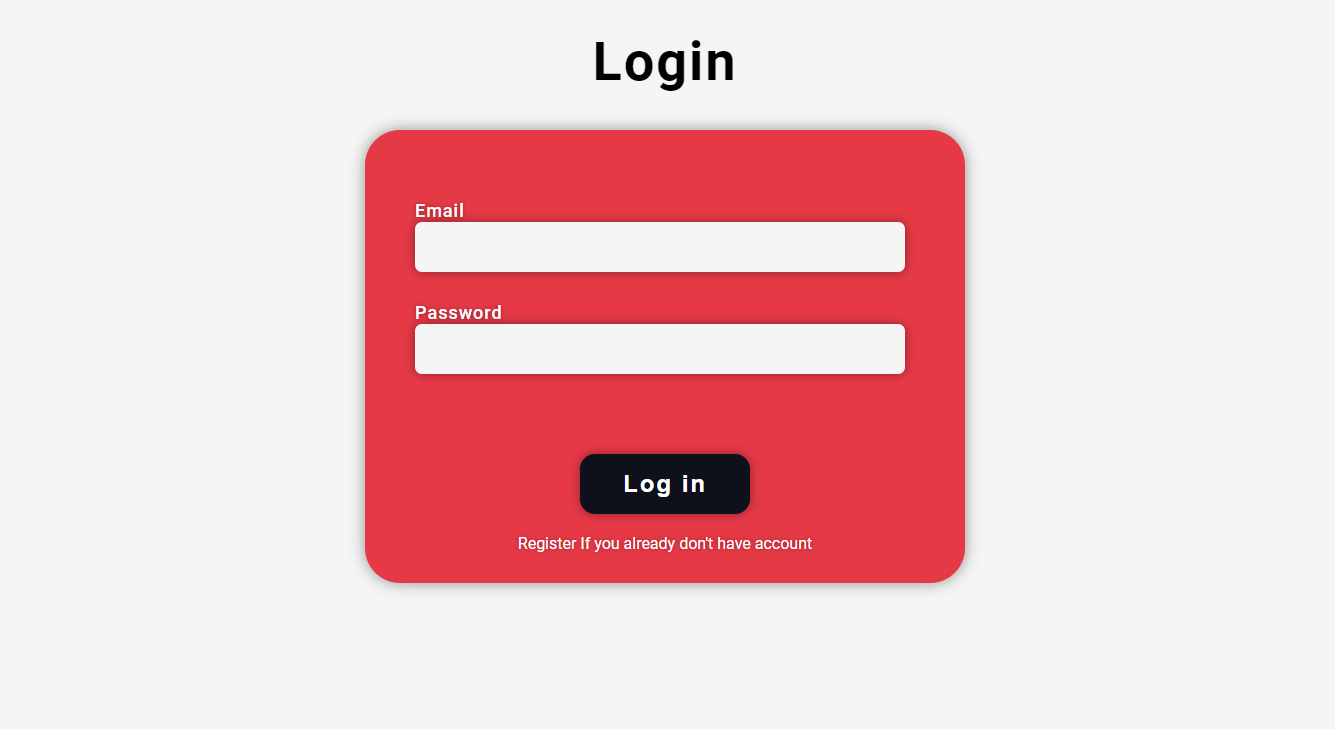 Login
Email
Password
Log in
Register If you already don't have account